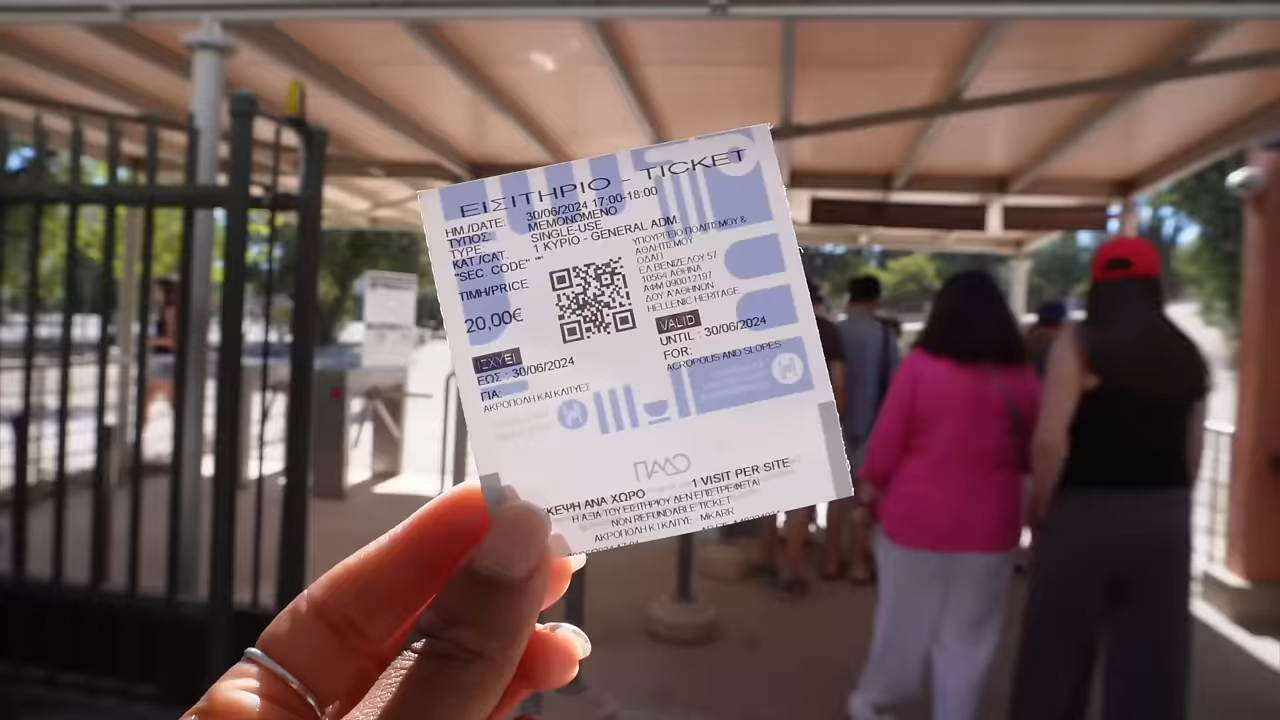 ΕΙΣΙΤΗΡΙΟ - TICKET
ΗΜ./DATE: 30/06/2024 17:00-18:00
ΤΥΠΟΣ: ΜΕΜΟΝΩΜΕΝΟ
TYPE: SINGLE-USE
ΚΑΤ./CAT. 1 ΚΥΡΙΟ - GENERAL ADM.
"SEC. CODE" ""
ΤΙΜΗ/PRICE
20,00€
ΥΠΟΥΡΓΕΙΟ ΠΟΛΙΤΙΣΜΟΥ &
ΑΘΛΗΤΙΣΜΟΥ
ΟΔΑΠ
ΕΛ.ΒΕΝΙΖΕΛΟΥ 57
10564 ΑΘΗΝΑ
ΑΦΜ 090012197
ΔΟΥ Α'ΑΘΗΝΩΝ
HELLENIC HERITAGE
ΙΣΧΥΕΙ
ΕΩΣ : 30/06/2024
ΓΙΑ:
ΑΚΡΟΠΟΛΗ ΚΑΙ ΚΛΙΤΥΕΣ
VALID
UNTIL : 30/06/2024
FOR:
ACROPOLIS AND SLOPES
ΟΔΑΠ
ΚΕΨΗ ΑΝΑ ΧΩΡΟ 1 VISIT PER SITE
Η ΑΞΙΑ ΤΟΥ ΕΙΣΙΤΗΡΙΟΥ ΔΕΝ ΕΠΙΣΤΡΕΦΕΤΑΙ
NON REFUNDABLE TICKET